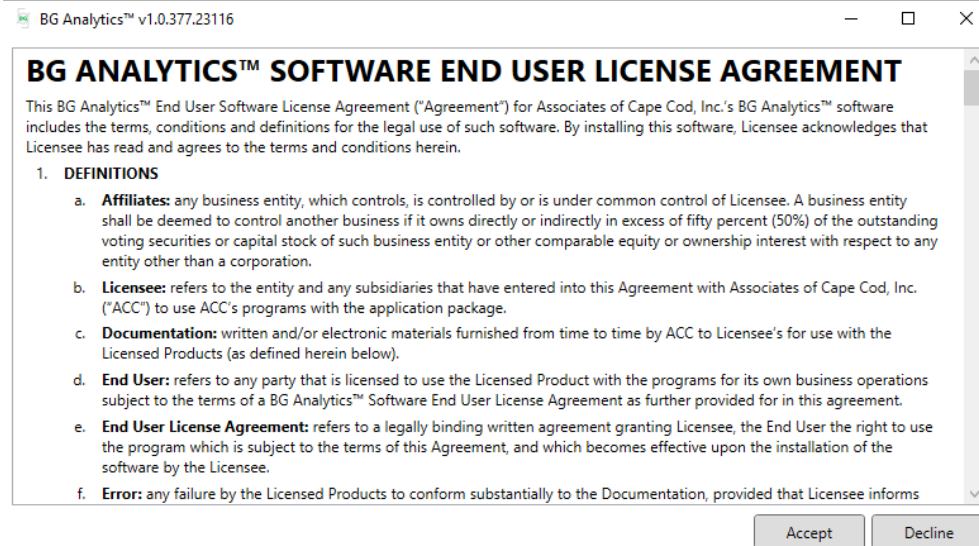 BG Analytics™ v1.0.377.23116
BG ANALYTICS™ SOFTWARE END USER LICENSE AGREEMENT
This BG Analytics™ End User Software License Agreement ("Agreement") for Associates of Cape Cod, Inc.'s BG Analytics™ software
includes the terms, conditions and definitions for the legal use of such software. By installing this software, Licensee acknowledges that
Licensee has read and agrees to the terms and conditions herein.
1. DEFINITIONS
a. Affiliates: any business entity, which controls, is controlled by or is under common control of Licensee. A business entity
shall be deemed to control another business if it owns directly or indirectly in excess of fifty percent (50%) of the outstanding
voting securities or capital stock of such business entity or other comparable equity or ownership interest with respect to any
entity other than a corporation.
b. Licensee: refers to the entity and any subsidiaries that have entered into this Agreement with Associates of Cape Cod, Inc.
("ACC") to use ACC's programs with the application package.
c. Documentation: written and/or electronic materials furnished from time to time by ACC to Licensee's for use with the
Licensed Products (as defined herein below).
d. End User: refers to any party that is licensed to use the Licensed Product with the programs for its own business operations
subject to the terms of a BG Analytics™ Software End User License Agreement as further provided for in this agreement.
e. End User License Agreement: refers to a legally binding written agreement granting Licensee, the End User the right to use
the program which is subject to the terms of this Agreement, and which becomes effective upon the installation of the
software by the Licensee.
f. Error: any failure by the Licensed Products to conform substantially to the Documentation, provided that Licensee informs
Accept
Decline